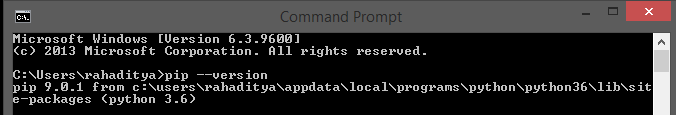 Command Prompt
Microsoft Windows [Version 6.3.9600]
(c) 2013 Microsoft Corporation. All rights reserved.
C:\Users\rahaditya>pip --version
pip 9.0.1 from c:\users\rahaditya\appdata\local\programs\python\python36\lib\sit
e-packages (python 3.6)